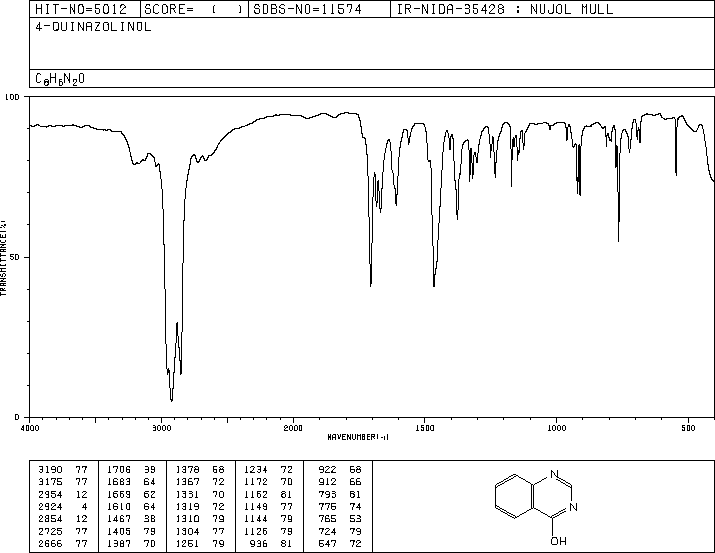 HIT-NO=5012 SCORE= ( ) SDBS-NO=11574 IR-NIDA-35428 : NUJOL MULL
4-QUINAZOLINOL
C8H6N2O
100
50
0
TRANSMITTANCE(%)
4000 3000 2000 1500 1000 500
WAVENUMBER(-1)
3190 77 1706 39 1378 58 1234 72 922 68
3175 77 1683 64 1367 72 1172 70 912 66
2954 12 1669 62 1331 70 1162 81 793 81
2924 4 1610 64 1319 72 1149 77 775 74
2854 12 1467 38 1310 79 1144 79 765 53
2725 77 1405 79 1304 77 1126 79 724 79
2666 77 1387 70 1251 79 936 81 547 72
N
N
OH